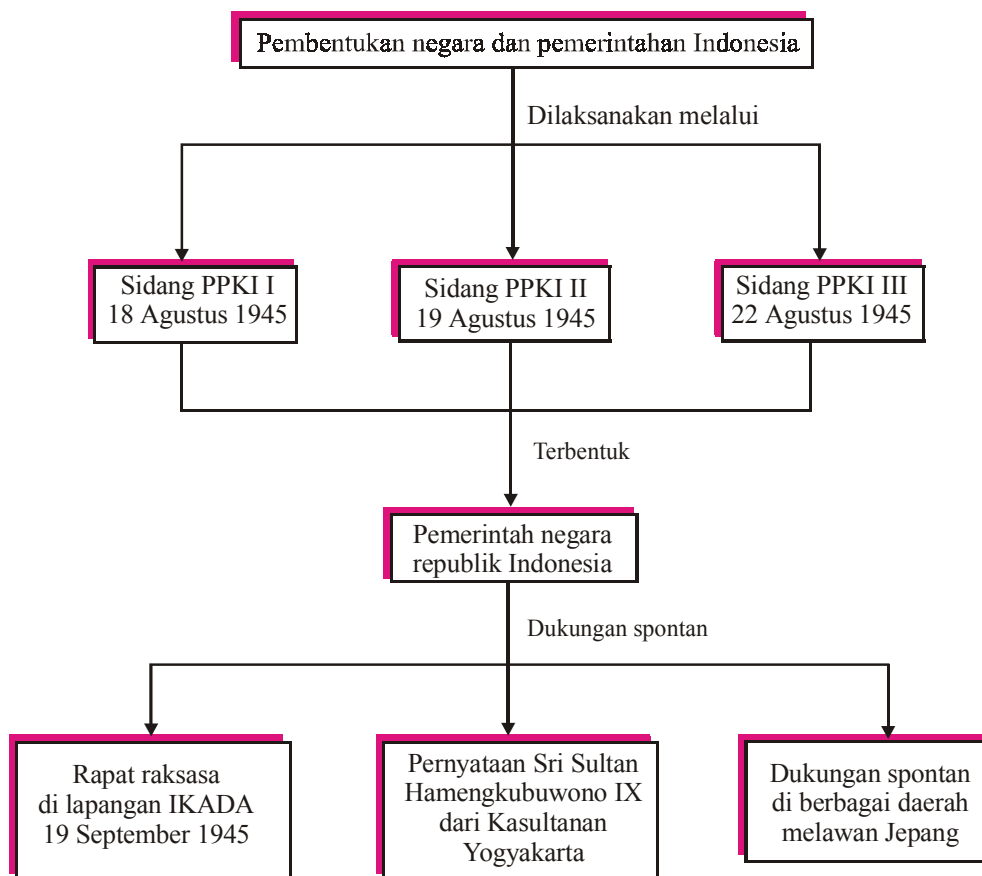 Pembentukan negara dan pemerintahan Indonesia
Dilaksanakan melalui
Sidang PPKI I
18 Agustus 1945
Sidang PPKI II
19 Agustus 1945
Sidang PPKI III
22 Agustus 1945
Terbentuk
Pemerintah negara
republik Indonesia
Dukungan spontan
Rapat raksasa
di lapangan IKADA
19 September 1945
Pernyataan Sri Sultan
Hamengkubuwono IX
dari Kasultanan
Yogyakarta
Dukungan spontan
di berbagai daerah
melawan Jepang